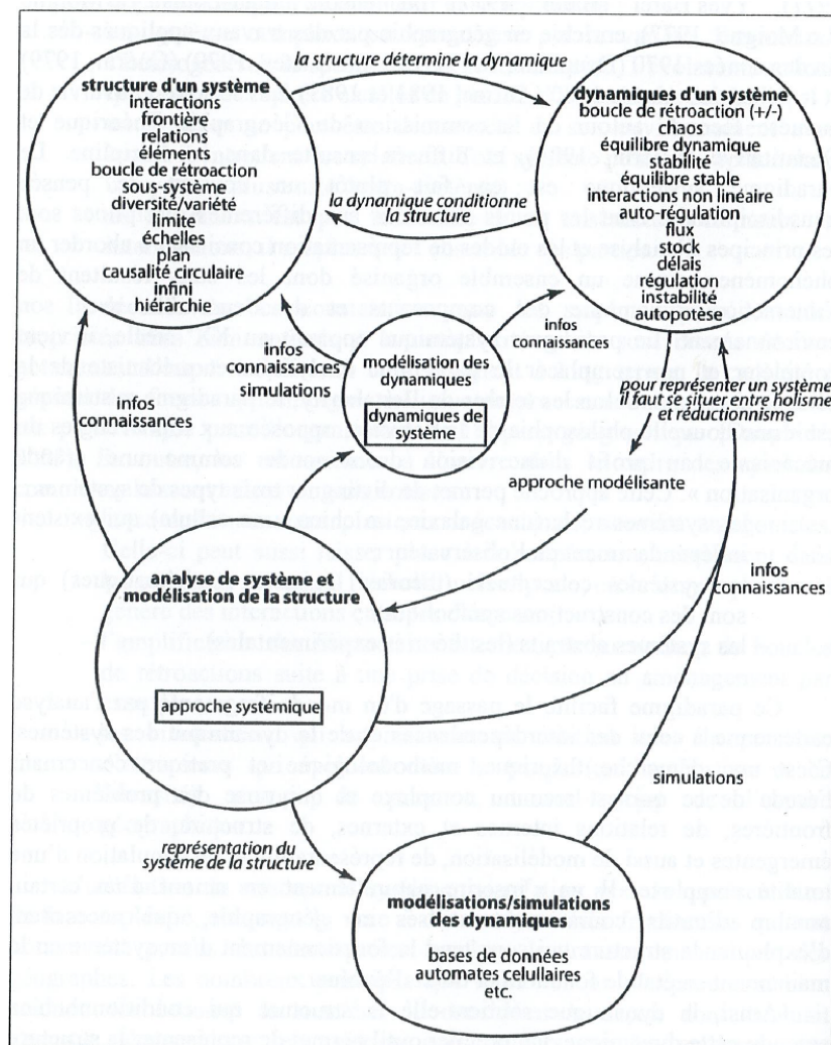 la structure détermine la dynamique
structure d'un système
interactions
frontière
relations
éléments
boucle de rétroaction
sous-système
diversité/variété
limite
échelles
plan
causalité circulaire
infini
hiérarchie
dynamiques d'un système
boucle de rétroaction (+/-)
chaos
équilibre dynamique
stabilité
équilibre stable
interactions non linéaire
auto-régulation
flux
stock
délais
régulation
instabilité
autopotèse
la dynamique conditionne
la structure
infos
connaissances
infos
connaissances
simulations
modélisation des
dynamiques
dynamiques de
système
infos
connaissances
pour représenter un système
il faut se situer entre holisme
et réductionnisme
approche modélisante
analyse de système et
modélisation de la structure
approche systémique
infos
connaissances
simulations
représentation du
système de la structure
modélisations/simulations
des dynamiques
bases de données
automates celullaires
etc.